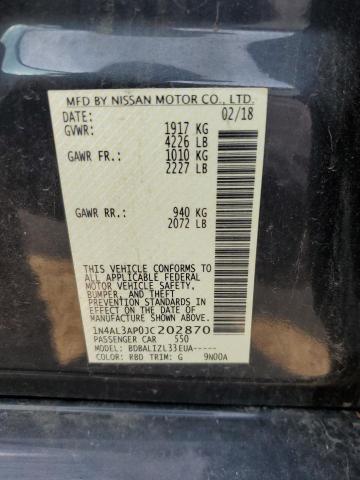 MFD BY NISSAN MOTOR CO., LTD.
DATE: 02/18
GVWR: 1917 KG
4226 LB
GAWR FR.: 1010 KG
2227 LB
GAWR RR.: 940 KG
2072 LB
THIS VEHICLE CONFORMS TO
ALL APPLICABLE FEDERAL
MOTOR VEHICLE SAFETY,
BUMPER, AND THEFT
PREVENTION STANDARDS IN
EFFECT ON THE DATE OF
MANUFACTURE SHOWN ABOVE.
1N4AL3AP0JC202870
PASSENGER CAR 550
MODEL: BDBALIZL33EUA-----
COLOR: RBD TRIM: G 9N00A